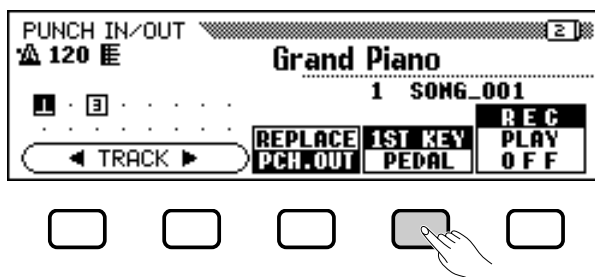 PUNCH IN/OUT 2
120 Grand Piano
1 SONG_001
1 3
REC
REPLACE 1ST KEY PLAY
◀ TRACK ▶ PCH.OUT PEDAL OFF